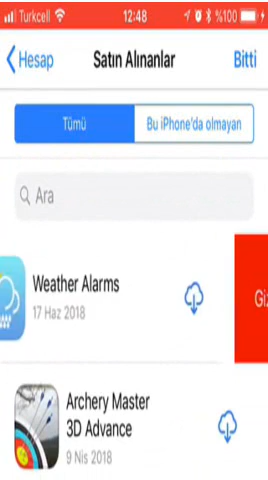 Turkcell 12:48 %100
Hesap Satın Alınanlar Bitti
Tümü Bu iPhone'da olmayan
Ara
Weather Alarms
17 Haz 2018
Giz
Archery Master
3D Advance
9 Nis 2018